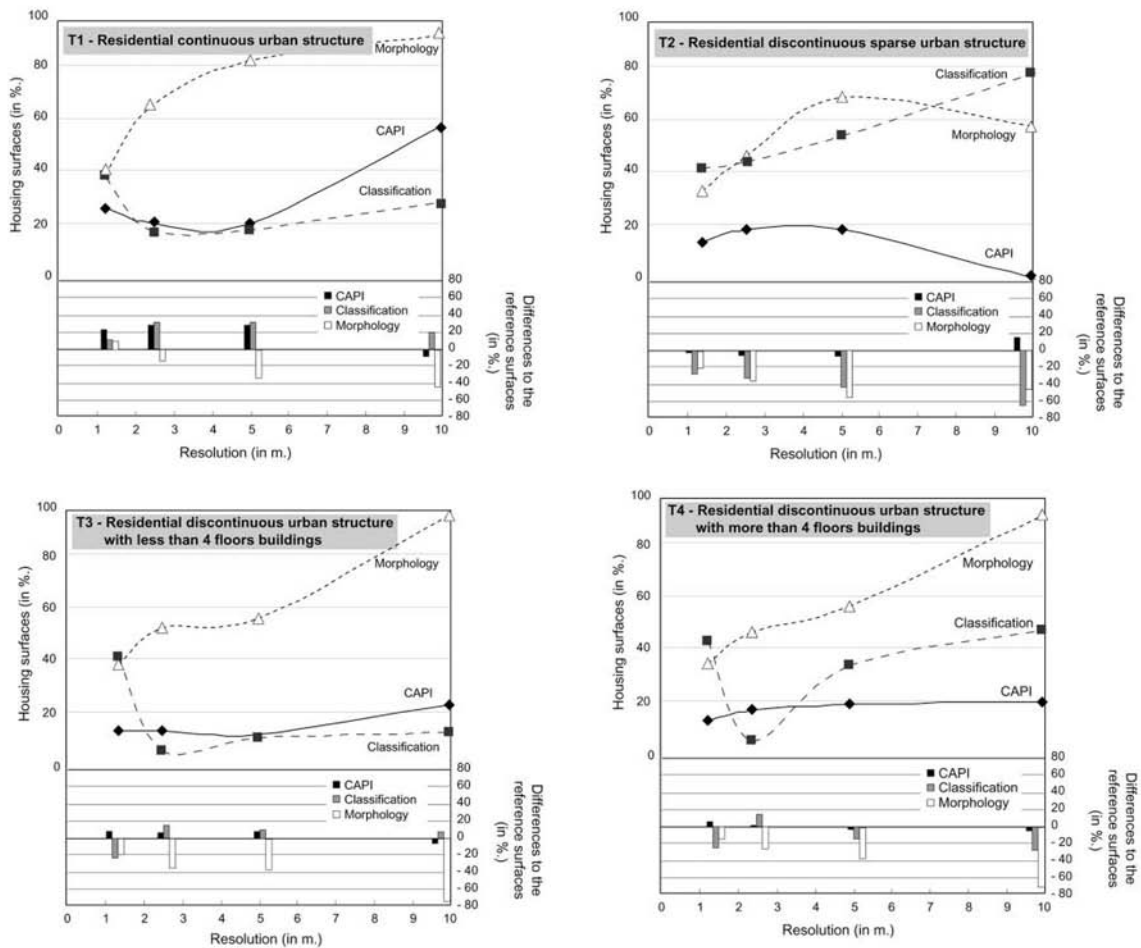 T1 - Residential continuous urban structure
Housing surfaces (in %.)
100
80
60
40
20
0
Morphology
CAPI
Classification
CAPI
Classification
Morphology
80
60
40
20
0
- 20
- 40
- 60
- 80
Differences to the
reference surfaces
(in %.)
0 1 2 3 4 5 6 7 8 9 10
Resolution (in m.)
T2 - Residential discontinuous sparse urban structure
Housing surfaces (in %.)
100
80
60
40
20
0
Classification
Morphology
CAPI
CAPI
Classification
Morphology
80
60
40
20
0
- 20
- 40
- 60
- 80
Differences to the
reference surfaces
(in %.)
0 1 2 3 4 5 6 7 8 9 10
Resolution (in m.)
T3 - Residential discontinuous urban structure
with less than 4 floors buildings
Housing surfaces (in %.)
100
80
60
40
20
0
Morphology
CAPI
Classification
CAPI
Classification
Morphology
80
60
40
20
0
- 20
- 40
- 60
- 80
Differences to the
reference surfaces
(in %.)
0 1 2 3 4 5 6 7 8 9 10
Resolution (in m.)
T4 - Residential discontinuous urban structure
with more than 4 floors buildings
Housing surfaces (in %.)
100
80
60
40
20
0
Morphology
Classification
CAPI
CAPI
Classification
Morphology
80
60
40
20
0
- 20
- 40
- 60
- 80
Differences to the
reference surfaces
(in %.)
0 1 2 3 4 5 6 7 8 9 10
Resolution (in m.)